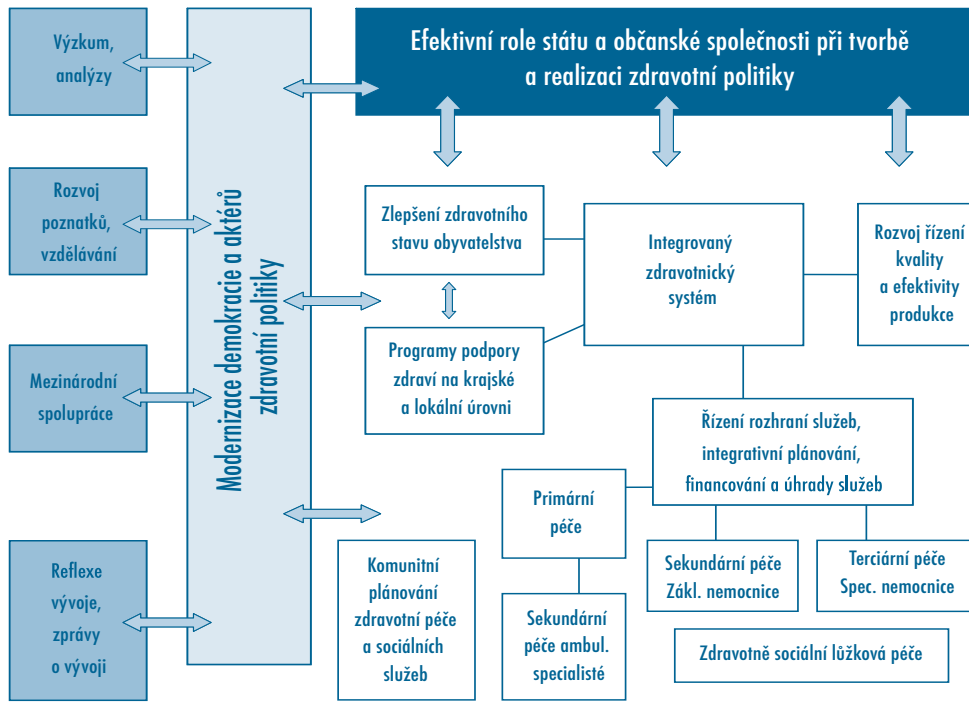 Výzkum,
analýzy
Rozvoj
poznatků,
vzdělávání
Mezinárodní
spolupráce
Reflexe
vývoje,
zprávy
o vývoji
Modernizace demokracie a aktérů
zdravotní politiky
Efektivní role státu a občanské společnosti při tvorbě
a realizaci zdravotní politiky
Zlepšení zdravotního
stavu obyvatelstva
Integrovaný
zdravotnický
systém
Rozvoj řízení
kvality
a efektivity
produkce
Programy podpory
zdraví na krajské
a lokální úrovni
Řízení rozhraní služeb,
integrativní plánování,
financování a úhrady služeb
Primární
péče
Komunitní
plánování
zdravotní péče
a sociálních
služeb
Sekundární
péče ambul.
specialisté
Sekundární péče
Zákl. nemocnice
Terciární péče
Spec. nemocnice
Zdravotně sociální lůžková péče